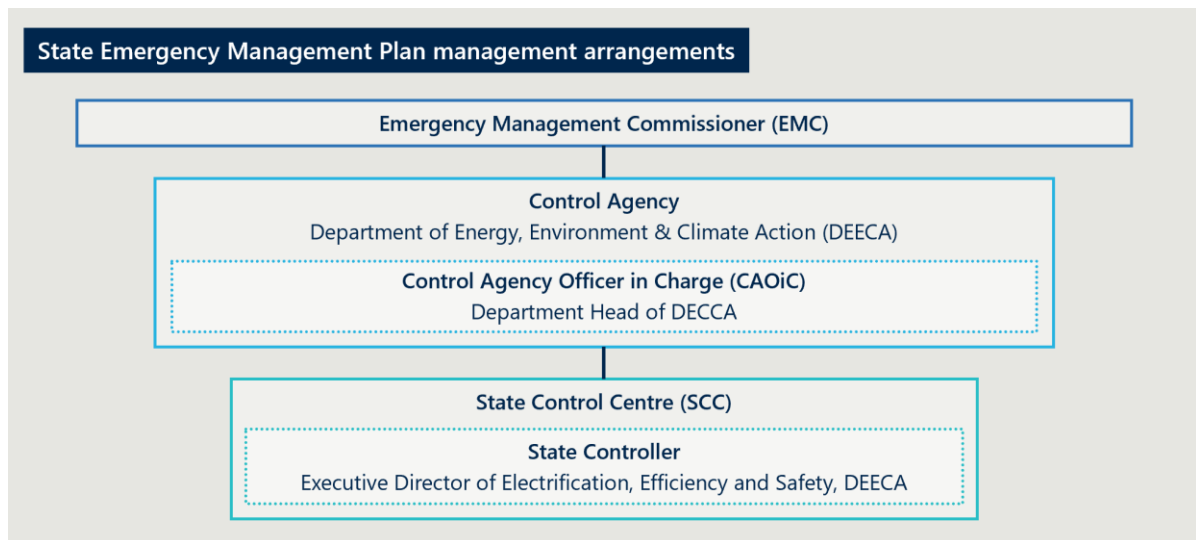 State Emergency Management Plan management arrangements
Emergency Management Commissioner (EMC)
Control Agency
Department of Energy, Environment & Climate Action (DEECA)
Control Agency Officer in Charge (CAOiC)
Department Head of DECCA
State Control Centre (SCC)
State Controller
Executive Director of Electrification, Efficiency and Safety, DEECA